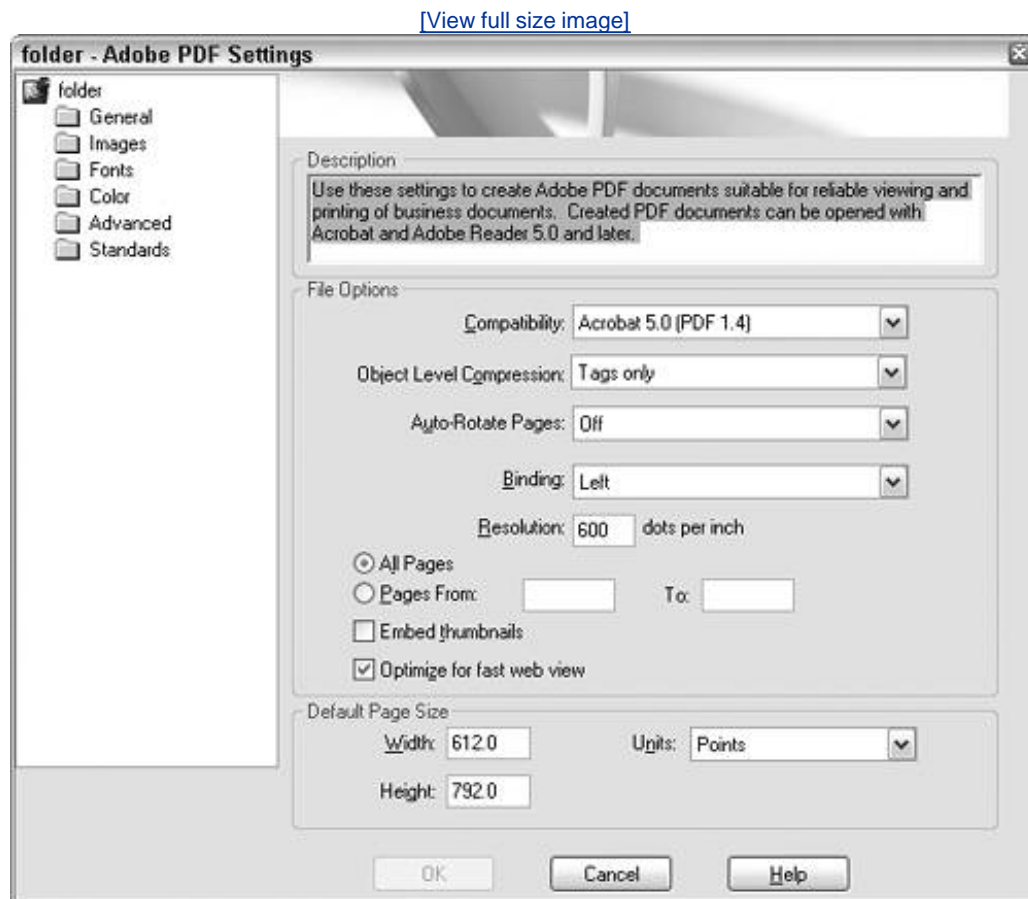 [View full size image]
folder - Adobe PDF Settings
folder
General
Images
Fonts
Color
Advanced
Standards
Description
Use these settings to create Adobe PDF documents suitable for reliable viewing and
printing of business documents. Created PDF documents can be opened with
Acrobat and Adobe Reader 5.0 and later.
File Options
Compatibility: Acrobat 5.0 (PDF 1.4)
Object Level Compression: Tags only
Auto-Rotate Pages: Off
Binding: Left
Resolution: 600 dots per inch
All Pages
Pages From: To:
Embed thumbnails
Optimize for fast web view
Default Page Size
Width: 612.0 Units: Points
Height: 792.0
OK Cancel Help